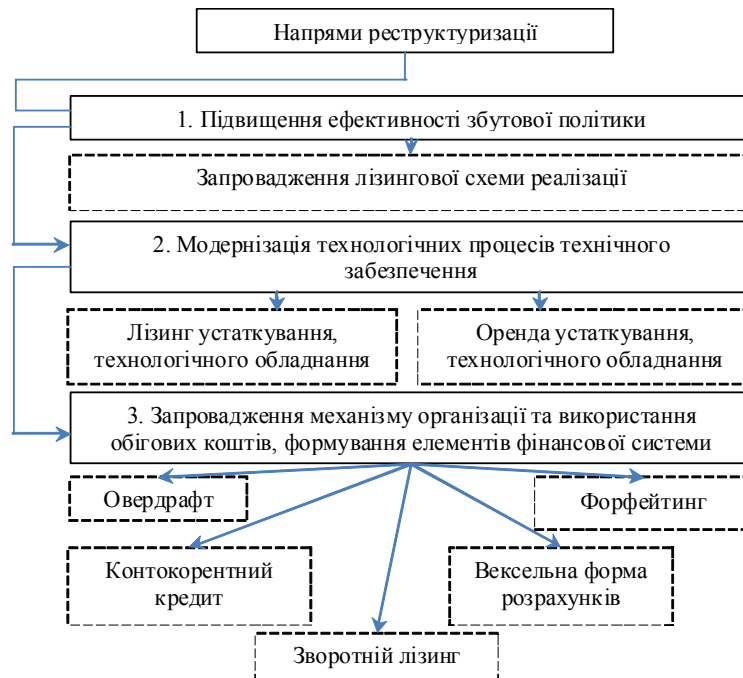 Напрями реструктуризації
1. Підвищення ефективності збутової політики
Запровадження лізингової схеми реалізації
2. Модернізація технологічних процесів технічного
забезпечення
Лізинг устаткування,
технологічного обладнання
Оренда устаткування,
технологічного обладнання
3. Запровадження механізму організації та використання
обігових коштів, формування елементів фінансової системи
Овердрафт
Форфейтинг
Контокорентний
кредит
Вексельна форма
розрахунків
Зворотній лізинг